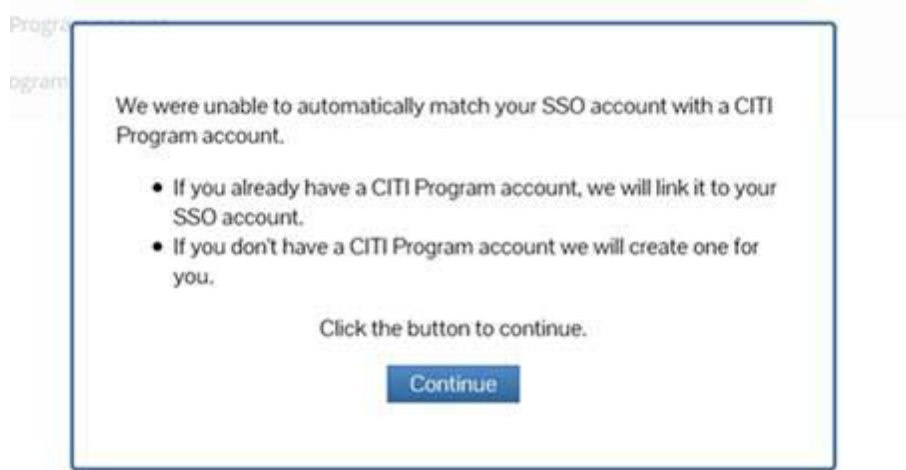 We were unable to automatically match your SSO account with a CITI
Program account.
• If you already have a CITI Program account, we will link it to your
SSO account.
• If you don't have a CITI Program account we will create one for
you.
Click the button to continue.
Continue